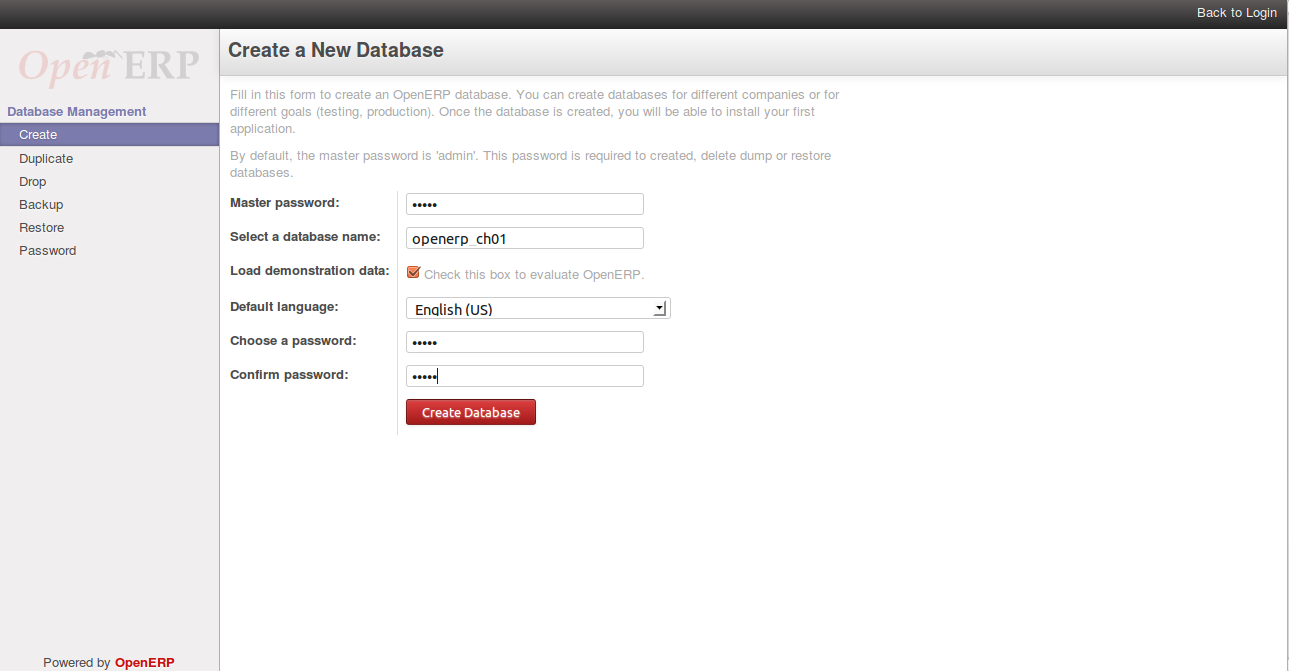 Back to Login
Open ERP
Database Management
Create
Duplicate
Drop
Backup
Restore
Password
Powered by OpenERP
Create a New Database
Fill in this form to create an OpenERP database. You can create databases for different companies or for
different goals (testing, production). Once the database is created, you will be able to install your first
application.
By default, the master password is 'admin'. This password is required to created, delete dump or restore
databases.
Master password: •••••
Select a database name: openerp_ch01
Load demonstration data: Check this box to evaluate OpenERP.
Default language: English (US)
Choose a password: •••••
Confirm password: •••••
Create Database